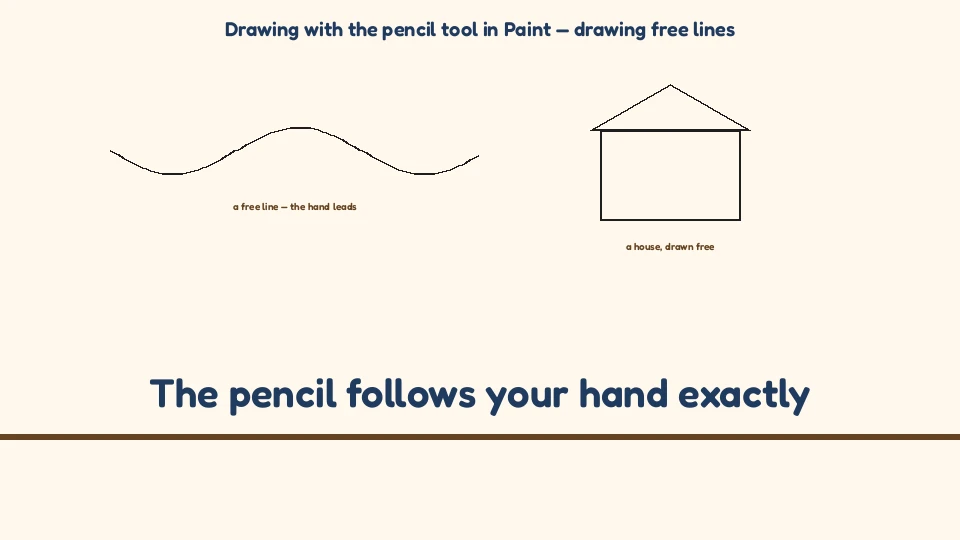 Drawing with the pencil tool in Paint — drawing free lines
a free line — the hand leads
a house, drawn free
The pencil follows your hand exactly